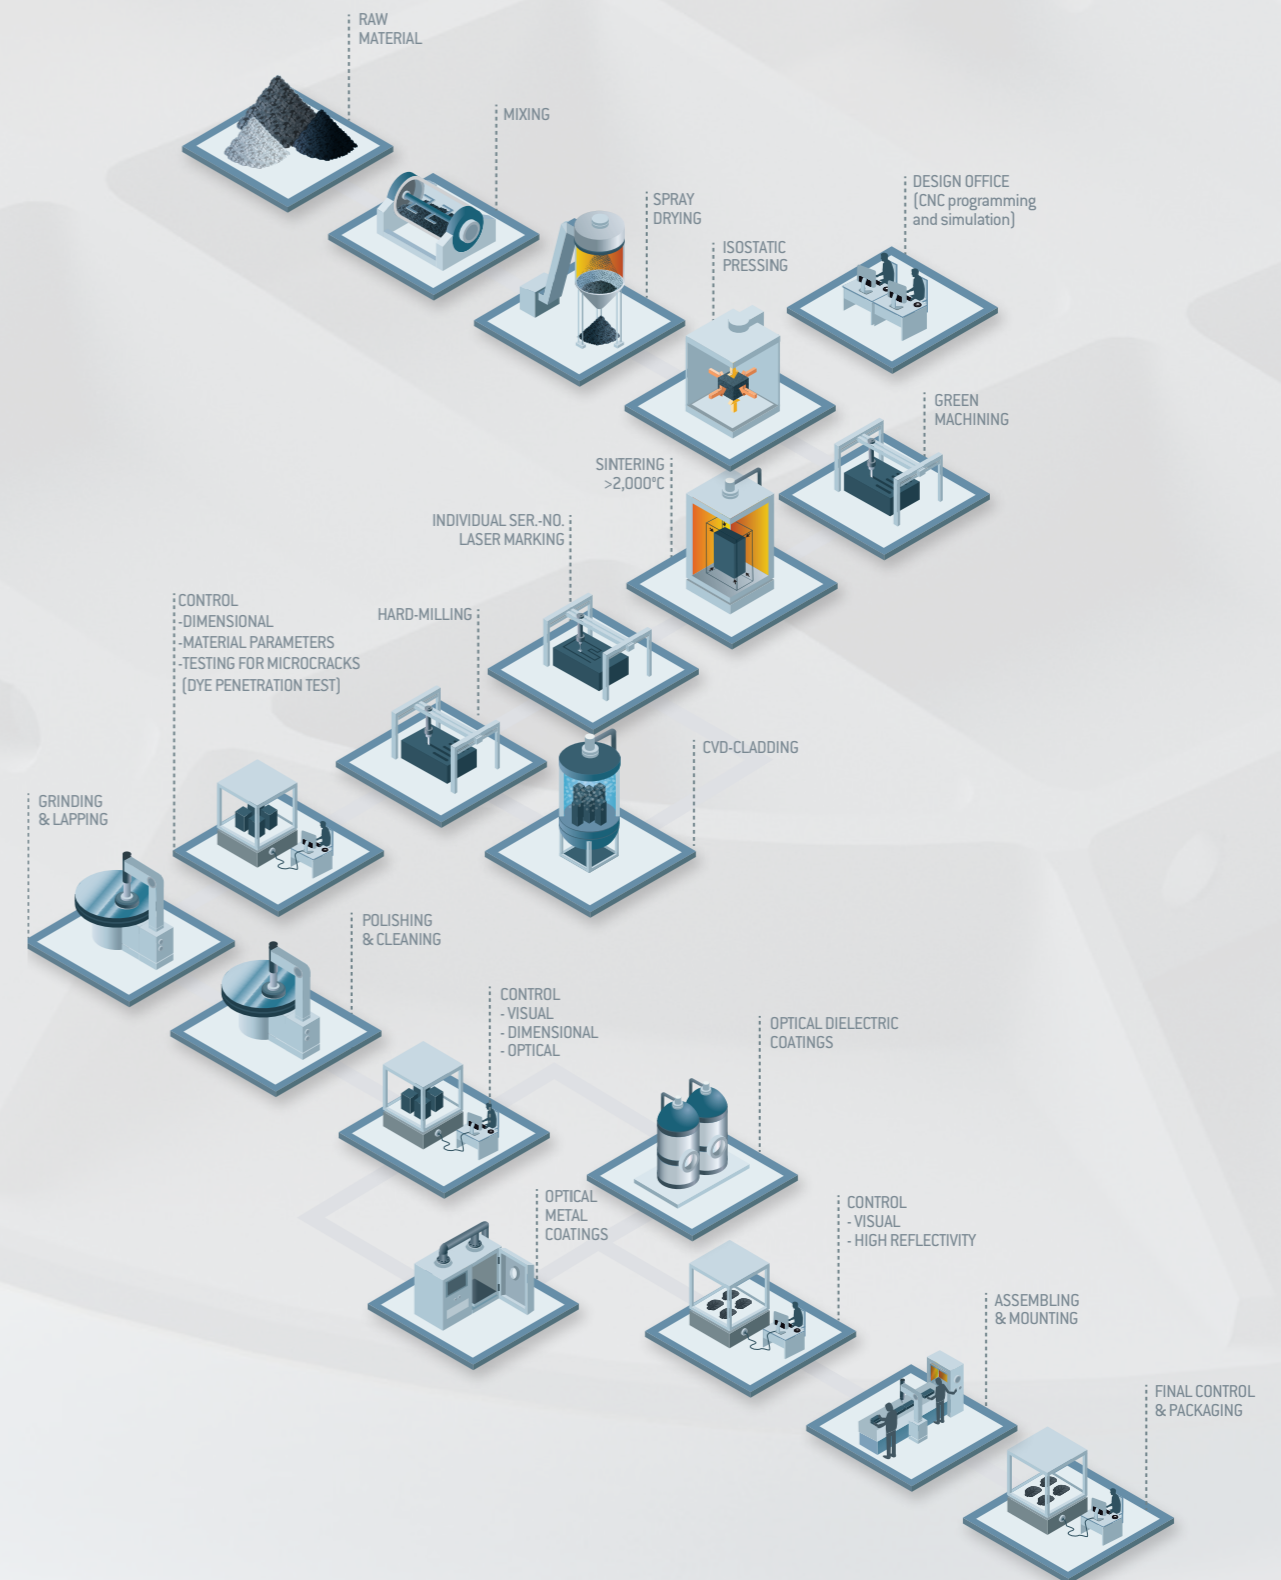 RAW
MATERIAL
MIXING
SPRAY
DRYING
DESIGN OFFICE
(CNC programming
and simulation)
ISOSTATIC
PRESSING
GREEN
MACHINING
SINTERING
>2,000°C
INDIVIDUAL SER.-NO.
LASER MARKING
HARD-MILLING
CONTROL
-DIMENSIONAL
-MATERIAL PARAMETERS
-TESTING FOR MICROCRACKS
(DYE PENETRATION TEST)
CVD-CLADDING
GRINDING
& LAPPING
POLISHING
& CLEANING
CONTROL
- VISUAL
- DIMENSIONAL
- OPTICAL
OPTICAL DIELECTRIC
COATINGS
OPTICAL
METAL
COATINGS
CONTROL
- VISUAL
- HIGH REFLECTIVITY
ASSEMBLING
& MOUNTING
FINAL CONTROL
& PACKAGING